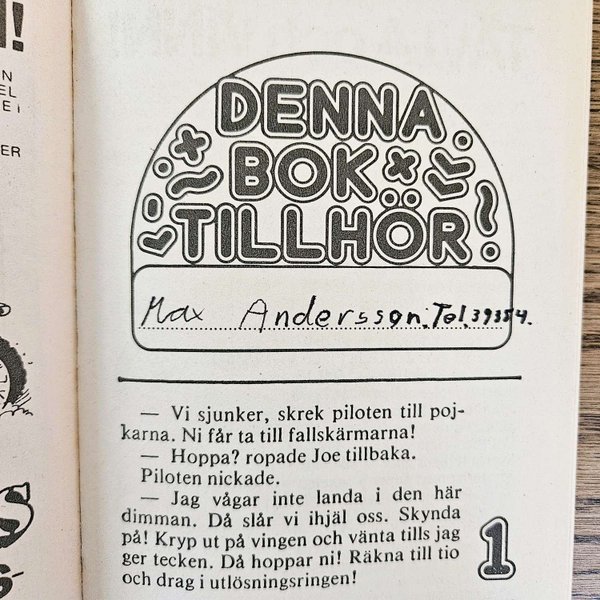 !
N
EL
E i
ER
DENNA
BOK
TILLHÖR
Max Andersson. Tel. 39354.
— Vi sjunker, skrek piloten till poj-
karna. Ni får ta till fallskärmarna!
— Hoppa? ropade Joe tillbaka.
Piloten nickade.
— Jag vågar inte landa i den här
dimman. Då slår vi ihjäl oss. Skynda
på! Kryp ut på vingen och vänta tills jag
ger tecken. Då hoppar ni! Räkna till tio
och drag i utlösningsringen!
1